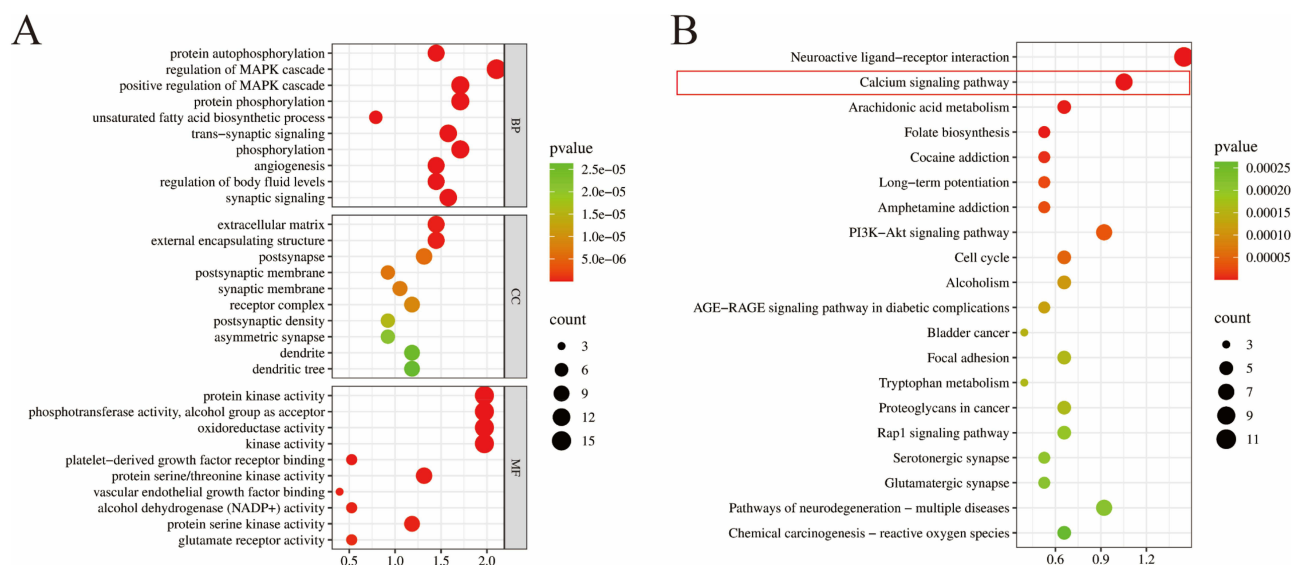 A
protein autophosphorylation
regulation of MAPK cascade
positive regulation of MAPK cascade
protein phosphorylation
unsaturated fatty acid biosynthetic process
trans−synaptic signaling
phosphorylation
angiogenesis
regulation of body fluid levels
synaptic signaling
BP
extracellular matrix
external encapsulating structure
postsynapse
postsynaptic membrane
synaptic membrane
receptor complex
postsynaptic density
asymmetric synapse
dendrite
dendritic tree
CC
protein kinase activity
phosphotransferase activity, alcohol group as acceptor
oxidoreductase activity
kinase activity
platelet−derived growth factor receptor binding
protein serine/threonine kinase activity
vascular endothelial growth factor binding
alcohol dehydrogenase (NADP+) activity
protein serine kinase activity
glutamate receptor activity
MF
0.5 1.0 1.5 2.0
pvalue
2.5e−05
2.0e−05
1.5e−05
1.0e−05
5.0e−06
count
3
6
9
12
15
B
Neuroactive ligand−receptor interaction
Calcium signaling pathway
Arachidonic acid metabolism
Folate biosynthesis
Cocaine addiction
Long−term potentiation
Amphetamine addiction
PI3K−Akt signaling pathway
Cell cycle
Alcoholism
AGE−RAGE signaling pathway in diabetic complications
Bladder cancer
Focal adhesion
Tryptophan metabolism
Proteoglycans in cancer
Rap1 signaling pathway
Serotonergic synapse
Glutamatergic synapse
Pathways of neurodegeneration − multiple diseases
Chemical carcinogenesis − reactive oxygen species
0.6 0.9 1.2
pvalue
0.00025
0.00020
0.00015
0.00010
0.00005
count
3
5
7
9
11